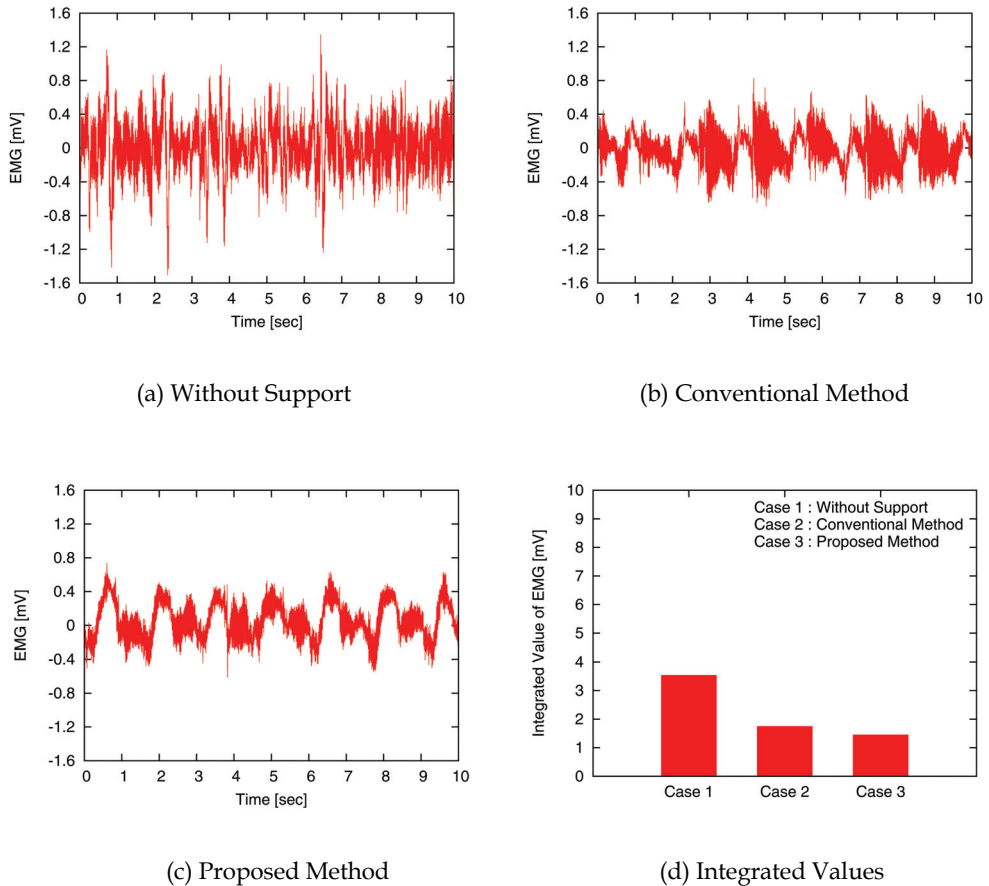 1.6
1.2
0.8
0.4
0
-0.4
-0.8
-1.2
-1.6
EMG [mV]
0 1 2 3 4 5 6 7 8 9 10
Time [sec]
(a) Without Support
1.6
1.2
0.8
0.4
0
-0.4
-0.8
-1.2
-1.6
EMG [mV]
0 1 2 3 4 5 6 7 8 9 10
Time [sec]
(b) Conventional Method
1.6
1.2
0.8
0.4
0
-0.4
-0.8
-1.2
-1.6
EMG [mV]
0 1 2 3 4 5 6 7 8 9 10
Time [sec]
(c) Proposed Method
10
9
8
7
6
5
4
3
2
1
0
Integrated Value of EMG [mV]
Case 1 : Without Support
Case 2 : Conventional Method
Case 3 : Proposed Method
Case 1 Case 2 Case 3
(d) Integrated Values